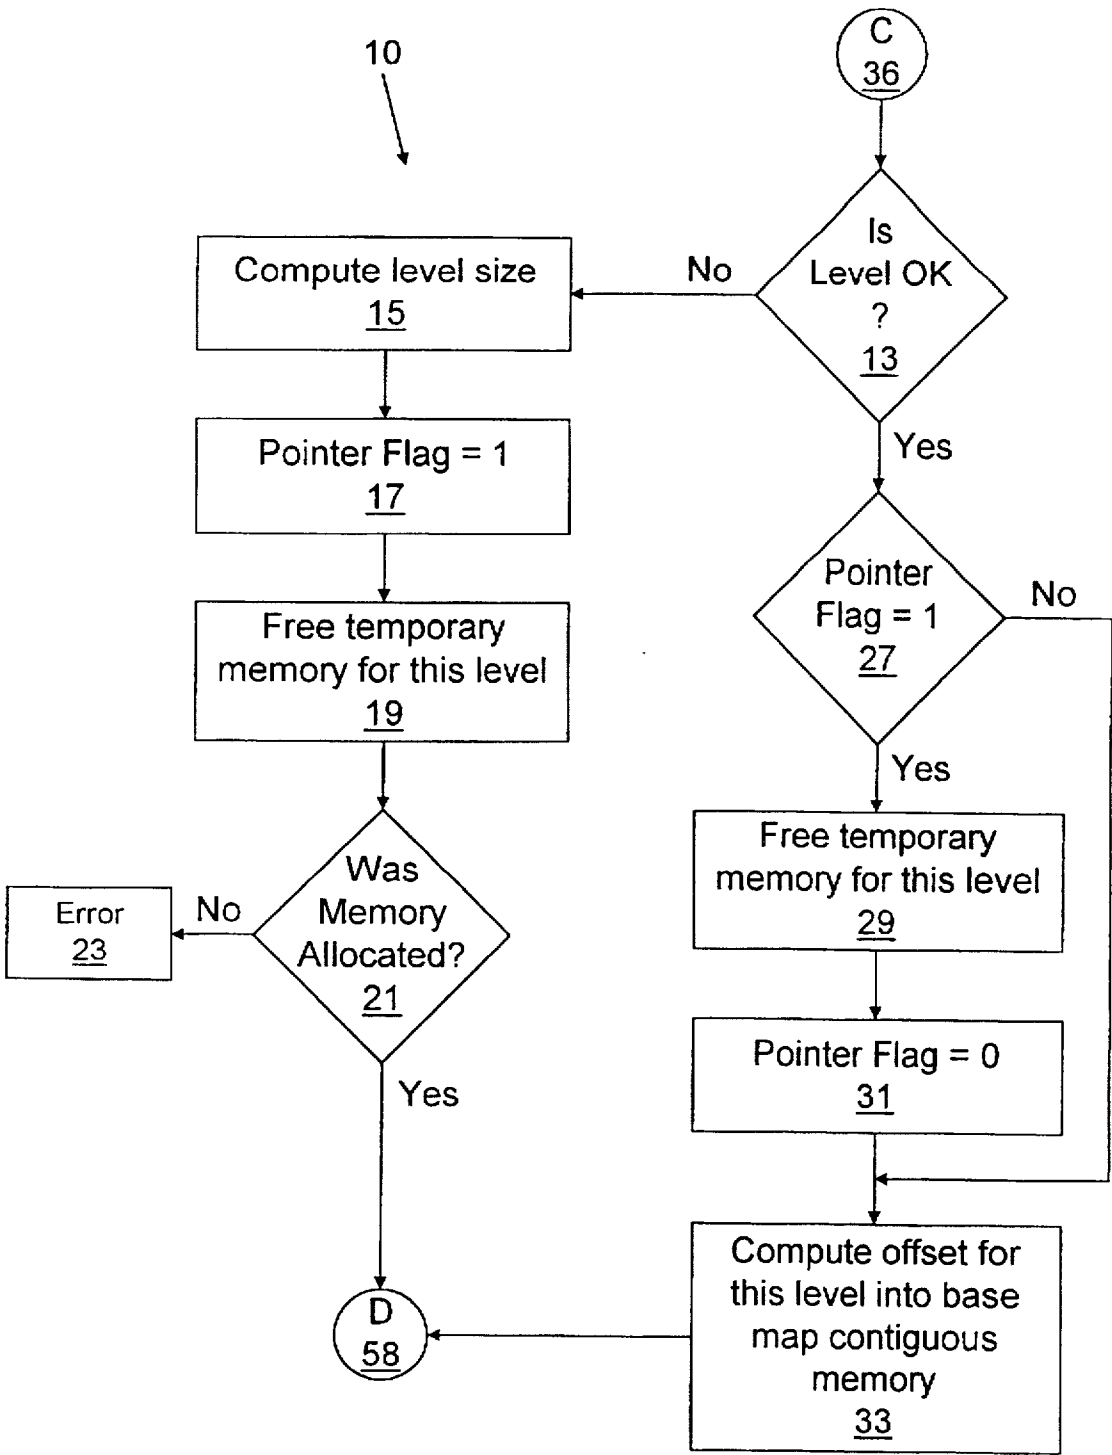 10
C
36
Is
Level OK
?
13
No
Yes
Compute level size
15
Pointer Flag = 1
17
Free temporary
memory for this level
19
Was
Memory
Allocated?
21
No
Error
23
Yes
Pointer
Flag = 1
27
No
Yes
Free temporary
memory for this level
29
Pointer Flag = 0
31
Compute offset for
this level into base
map contiguous
memory
33
D
58